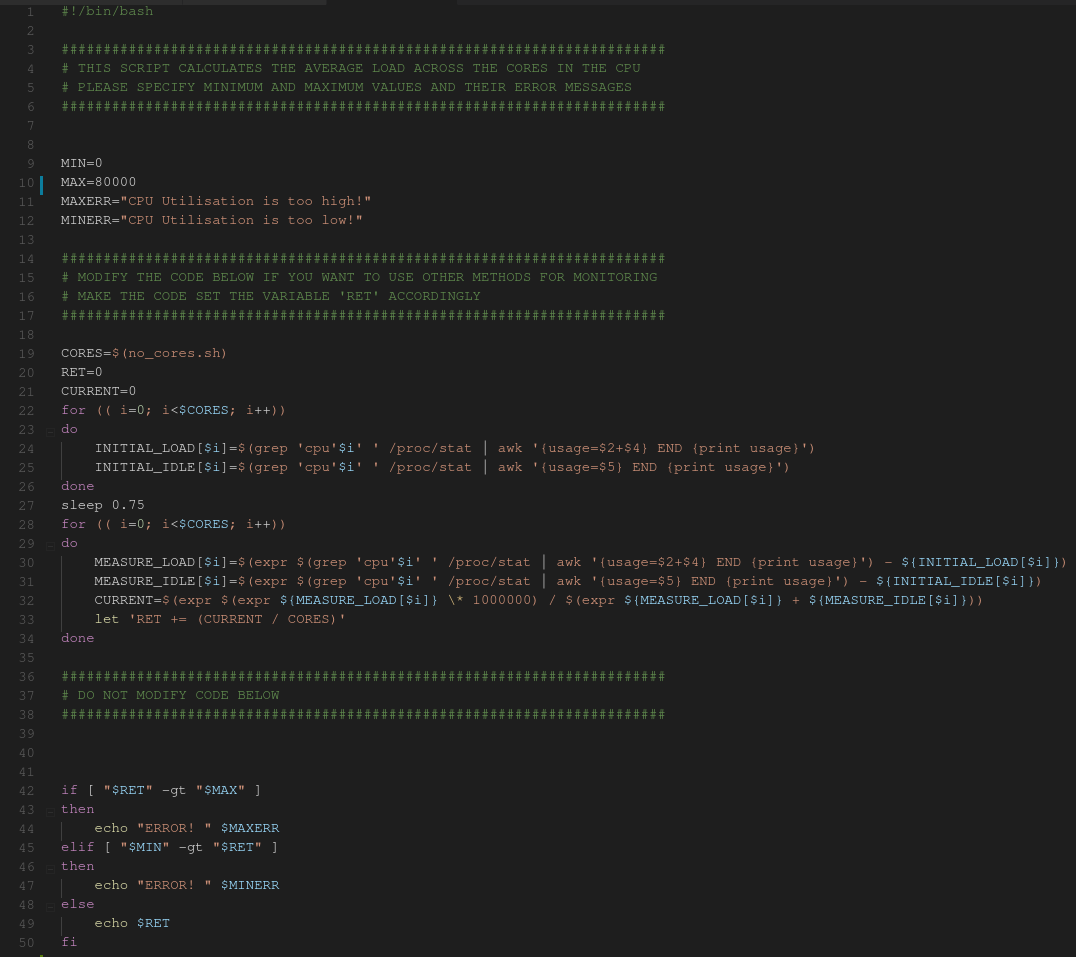 1 #!/bin/bash
2
3 ########################################################################
4 # THIS SCRIPT CALCULATES THE AVERAGE LOAD ACROSS THE CORES IN THE CPU
5 # PLEASE SPECIFY MINIMUM AND MAXIMUM VALUES AND THEIR ERROR MESSAGES
6 ########################################################################
7
8
9 MIN=0
10 MAX=80000
11 MAXERR="CPU Utilisation is too high!"
12 MINERR="CPU Utilisation is too low!"
13
14 ########################################################################
15 # MODIFY THE CODE BELOW IF YOU WANT TO USE OTHER METHODS FOR MONITORING
16 # MAKE THE CODE SET THE VARIABLE 'RET' ACCORDINGLY
17 ########################################################################
18
19 CORES=$(no_cores.sh)
20 RET=0
21 CURRENT=0
22 for (( i=0; i<$CORES; i++))
23 do
24     INITIAL_LOAD[$i]=$(grep 'cpu'$i' ' /proc/stat | awk '{usage=$2+$4} END {print usage}')
25     INITIAL_IDLE[$i]=$(grep 'cpu'$i' ' /proc/stat | awk '{usage=$5} END {print usage}')
26 done
27 sleep 0.75
28 for (( i=0; i<$CORES; i++))
29 do
30     MEASURE_LOAD[$i]=$(expr $(grep 'cpu'$i' ' /proc/stat | awk '{usage=$2+$4} END {print usage}') - ${INITIAL_LOAD[$i]})
31     MEASURE_IDLE[$i]=$(expr $(grep 'cpu'$i' ' /proc/stat | awk '{usage=$5} END {print usage}') - ${INITIAL_IDLE[$i]})
32     CURRENT=$(expr $(expr ${MEASURE_LOAD[$i]} \* 1000000) / $(expr ${MEASURE_LOAD[$i]} + ${MEASURE_IDLE[$i]}))
33     let 'RET += (CURRENT / CORES)'
34 done
35
36 ########################################################################
37 # DO NOT MODIFY CODE BELOW
38 ########################################################################
39
40
41
42 if [ "$RET" -gt "$MAX" ]
43 then
44     echo "ERROR! " $MAXERR
45 elif [ "$MIN" -gt "$RET" ]
46 then
47     echo "ERROR! " $MINERR
48 else
49     echo $RET
50 fi